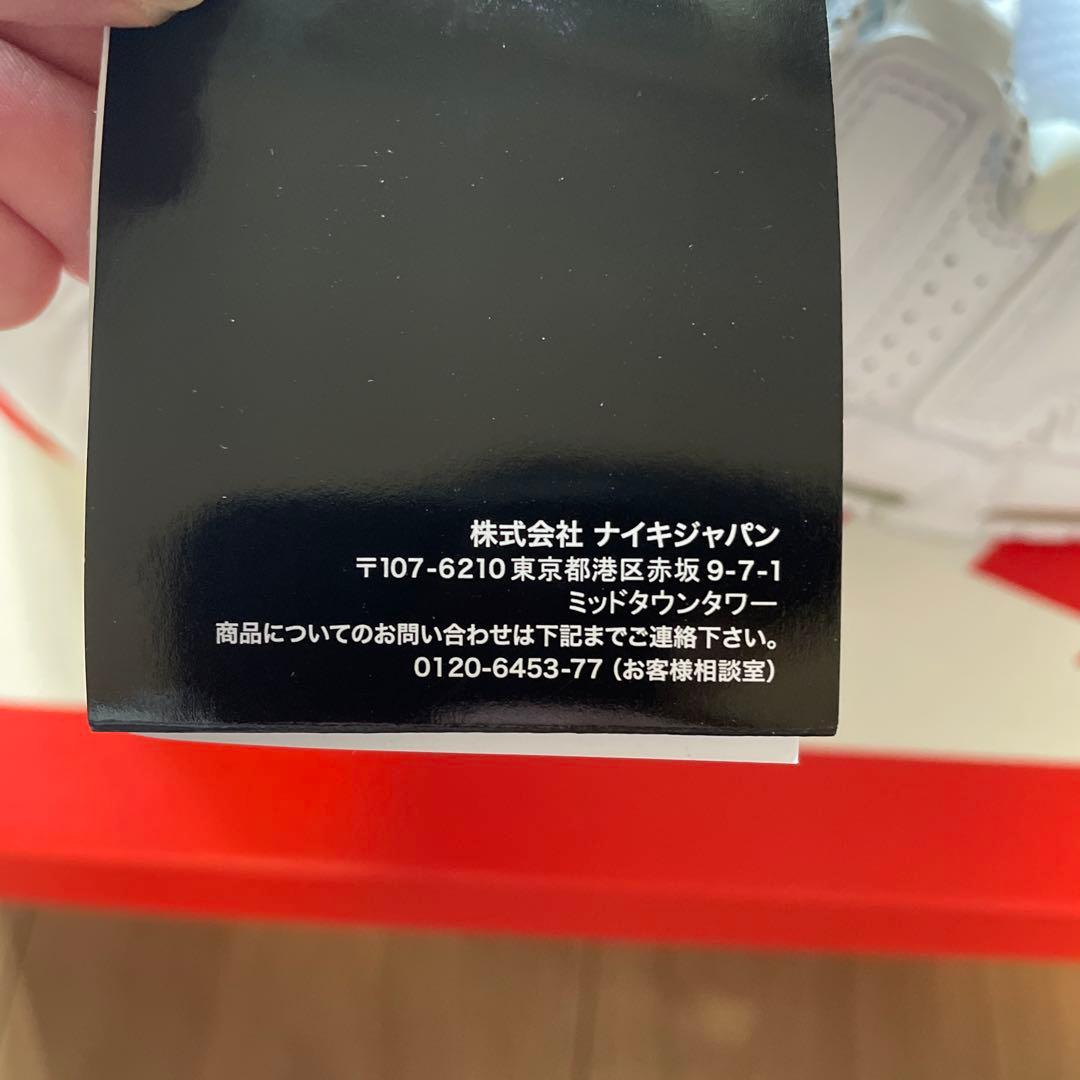 株式会社 ナイキジャパン
〒107-6210 東京都港区赤坂 9-7-1
ミッドタウンタワー
商品についてのお問い合わせは下記までご連絡下さい。
0120-6453-77 (お客様相談室)